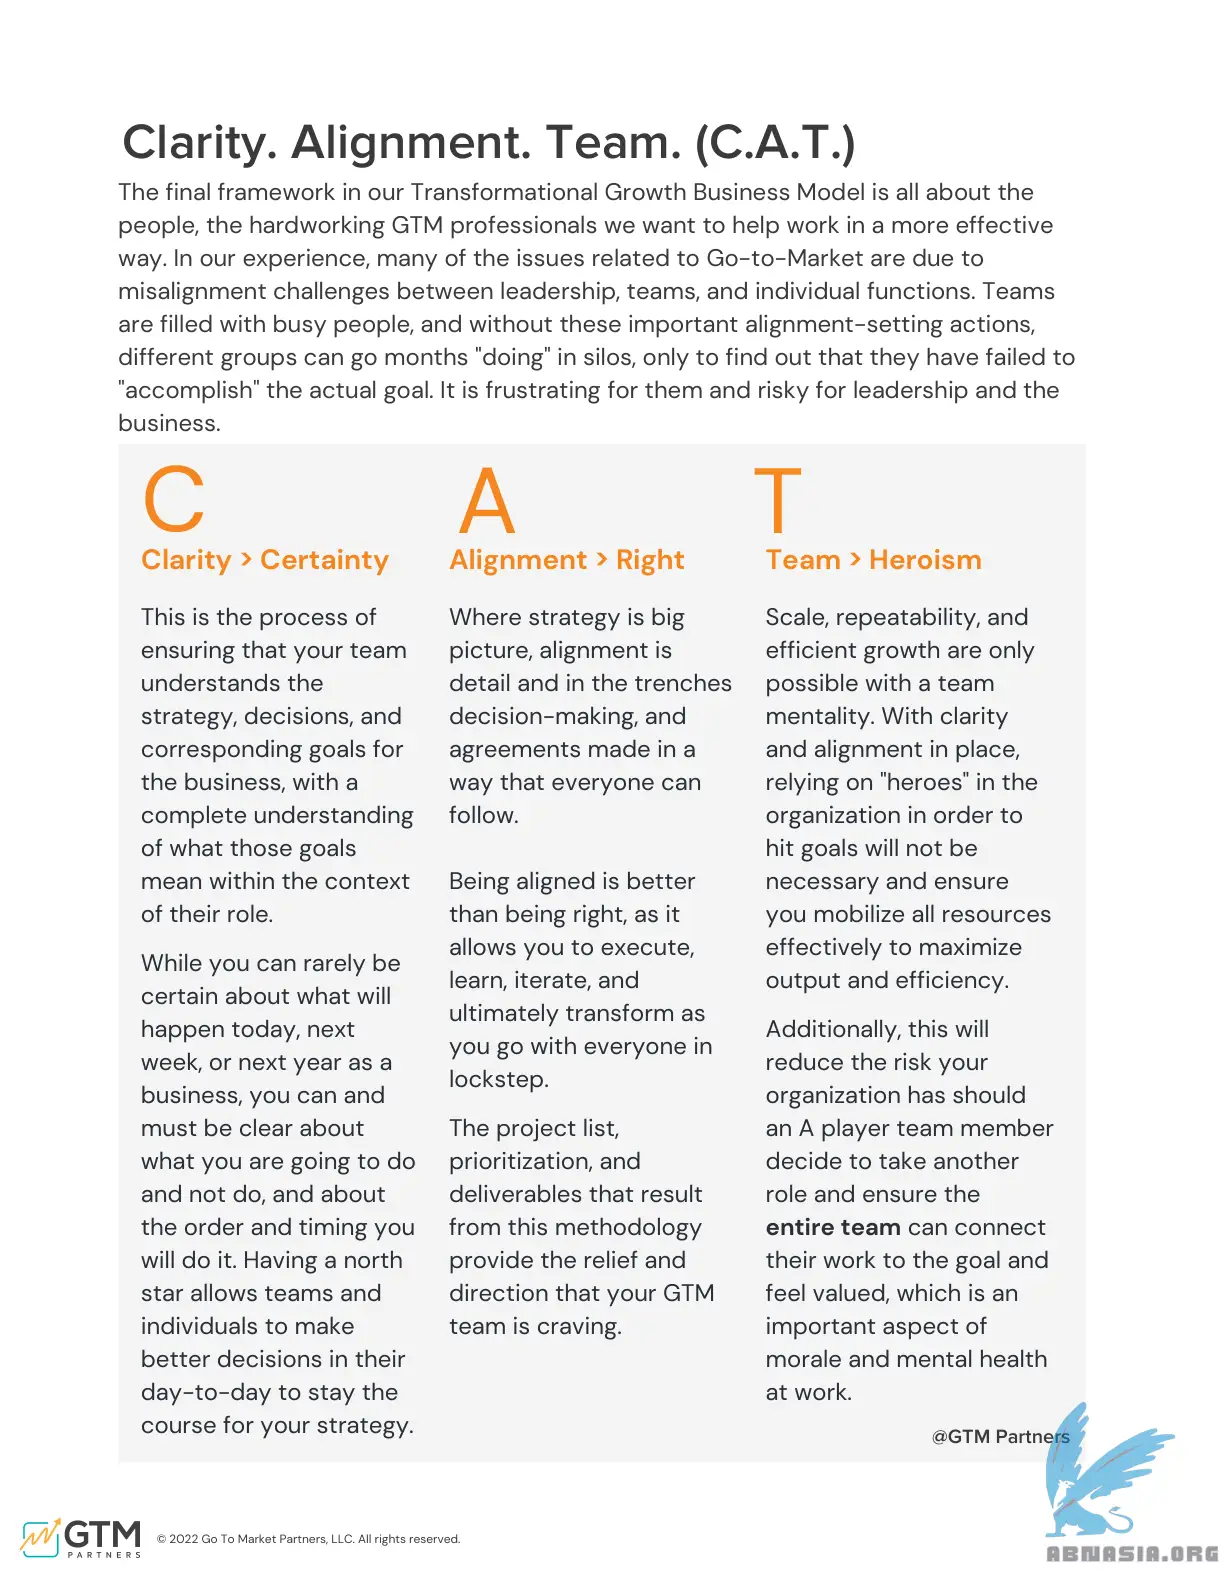 Clarity. Alignment. Team. (C.A.T.)
The final framework in our Transformational Growth Business Model is all about the
people, the hardworking GTM professionals we want to help work in a more effective
way. In our experience, many of the issues related to Go-to-Market are due to
misalignment challenges between leadership, teams, and individual functions. Teams
are filled with busy people, and without these important alignment-setting actions,
different groups can go months "doing" in silos, only to find out that they have failed to
"accomplish" the actual goal. It is frustrating for them and risky for leadership and the
business.
C
Clarity > Certainty
This is the process of
ensuring that your team
understands the
strategy, decisions, and
corresponding goals for
the business, with a
complete understanding
of what those goals
mean within the context
of their role.
While you can rarely be
certain about what will
happen today, next
week, or next year as a
business, you can and
must be clear about
what you are going to do
and not do, and about
the order and timing you
will do it. Having a north
star allows teams and
individuals to make
better decisions in their
day-to-day to stay the
course for your strategy.
A
Alignment > Right
Where strategy is big
picture, alignment is
detail and in the trenches
decision-making, and
agreements made in a
way that everyone can
follow.
Being aligned is better
than being right, as it
allows you to execute,
learn, iterate, and
ultimately transform as
you go with everyone in
lockstep.
The project list,
prioritization, and
deliverables that result
from this methodology
provide the relief and
direction that your GTM
team is craving.
T
Team > Heroism
Scale, repeatability, and
efficient growth are only
possible with a team
mentality. With clarity
and alignment in place,
relying on "heroes" in the
organization in order to
hit goals will not be
necessary and ensure
you mobilize all resources
effectively to maximize
output and efficiency.
Additionally, this will
reduce the risk your
organization has should
an A player team member
decide to take another
role and ensure the
entire team can connect
their work to the goal and
feel valued, which is an
important aspect of
morale and mental health
at work.
@GTM Partners
GTM
PARTNERS
© 2022 Go To Market Partners, LLC. All rights reserved.
ABNASIA.ORG